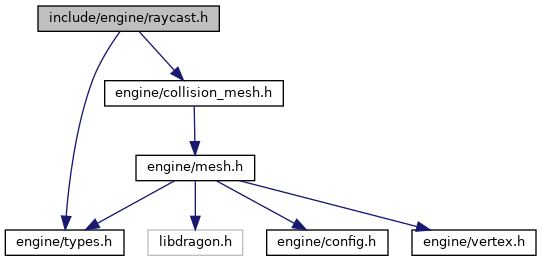 include/engine/raycast.h
engine/collision_mesh.h
engine/mesh.h
engine/types.h
libdragon.h
engine/config.h
engine/vertex.h